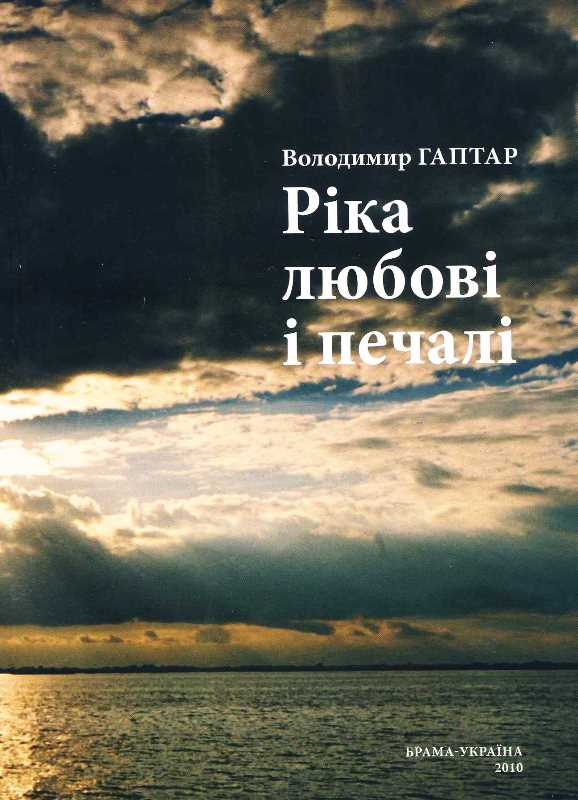 Володимир ГАПТАР
Ріка
любові
і печалі
БРАМА-УКРАЇНА
2010